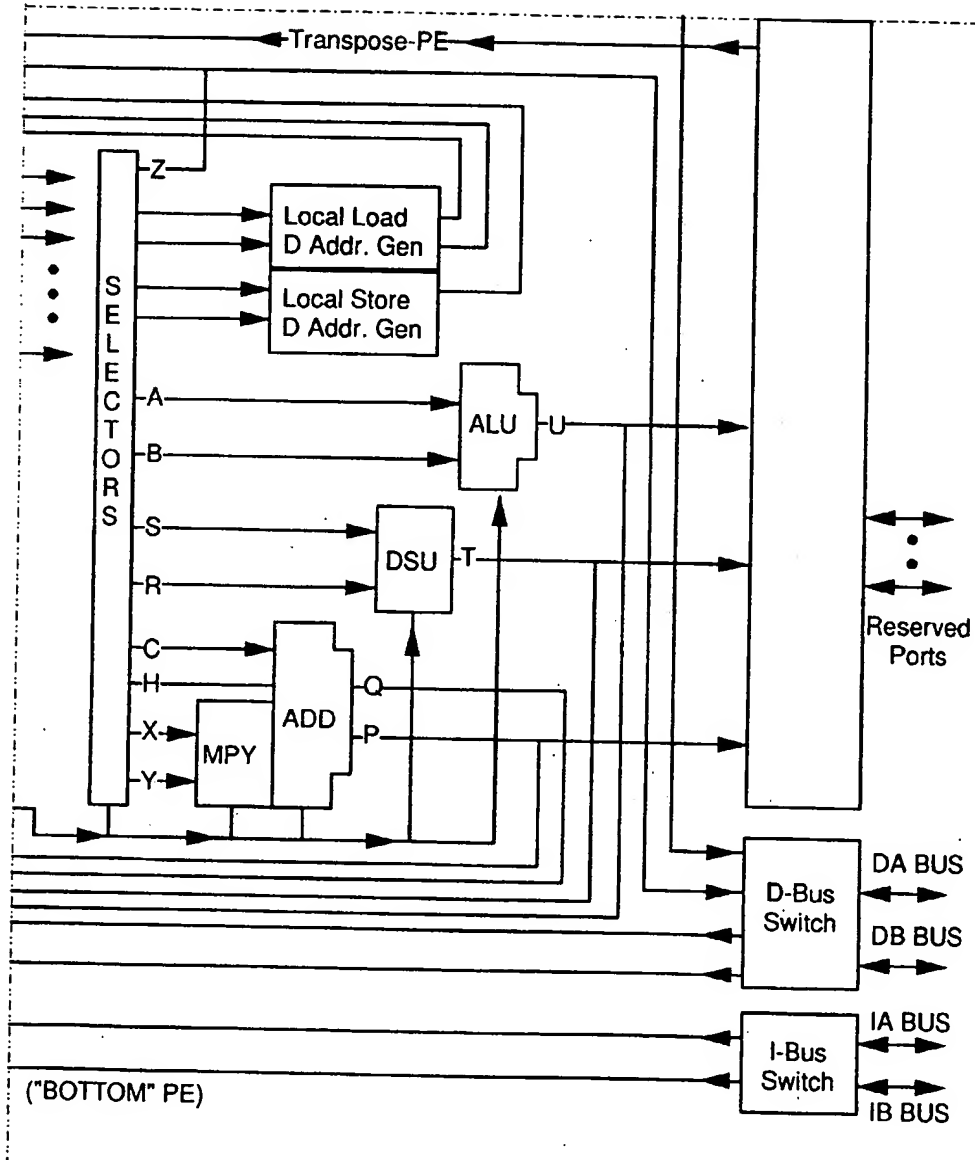 Transpose-PE
Z
Local Load
D Addr. Gen
Local Store
D Addr. Gen
SELECTORS
A
B
ALU
U
S
R
DSU
T
Reserved
Ports
C
H
X
Y
MPY
ADD
Q
P
D-Bus
Switch
DA BUS
DB BUS
I-Bus
Switch
IA BUS
IB BUS
("BOTTOM" PE)